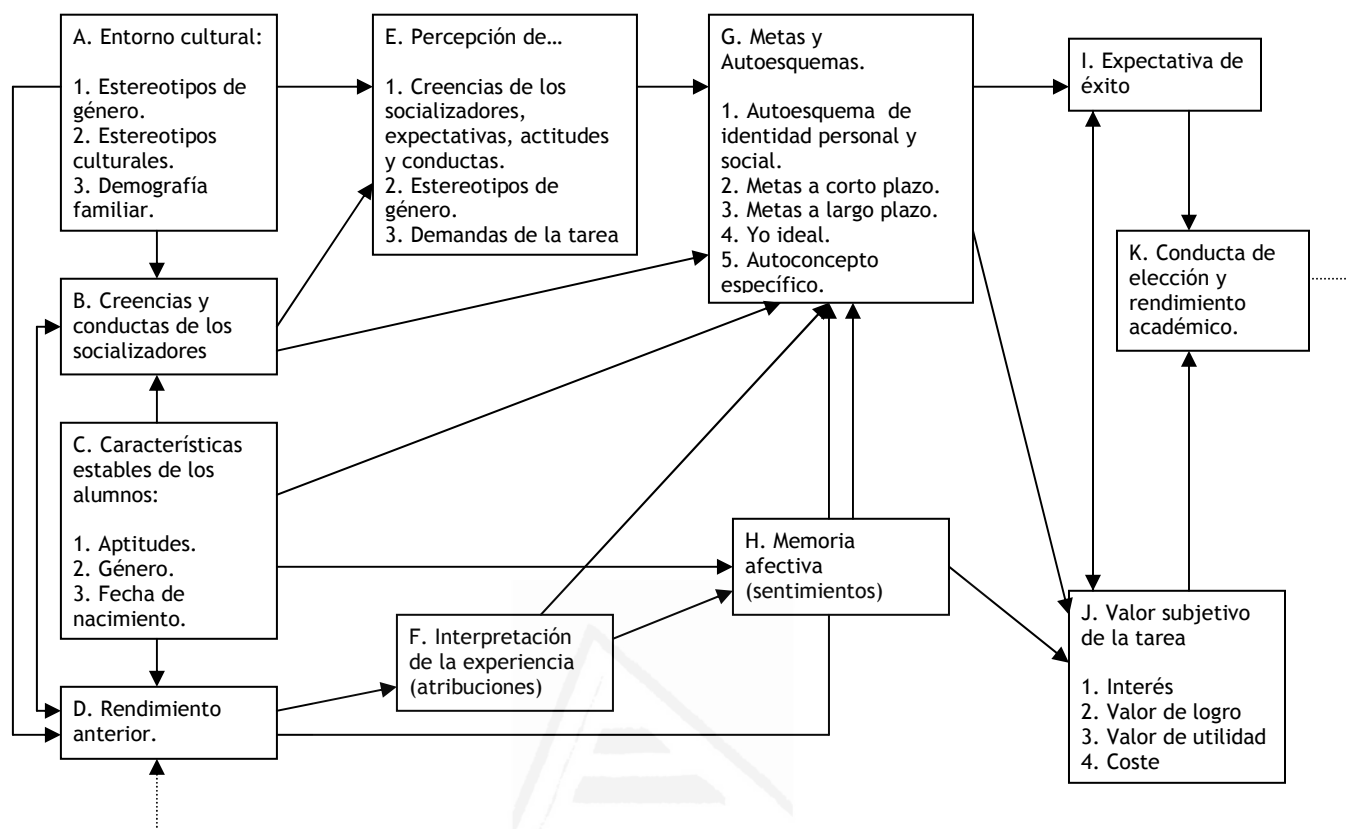 A. Entorno cultural:
1. Estereotipos de
género.
2. Estereotipos
culturales.
3. Demografía
familiar.
B. Creencias y
conductas de los
socializadores
C. Características
estables de los
alumnos:
1. Aptitudes.
2. Género.
3. Fecha de
nacimiento.
D. Rendimiento
anterior.
E. Percepción de…
1. Creencias de los
socializadores,
expectativas, actitudes
y conductas.
2. Estereotipos de
género.
3. Demandas de la tarea
F. Interpretación
de la experiencia
(atribuciones)
G. Metas y
Autoesquemas.
1. Autoesquema de
identidad personal y
social.
2. Metas a corto plazo.
3. Metas a largo plazo.
4. Yo ideal.
5. Autoconcepto
específico.
H. Memoria
afectiva
(sentimientos)
I. Expectativa de
éxito
J. Valor subjetivo
de la tarea
1. Interés
2. Valor de logro
3. Valor de utilidad
4. Coste
K. Conducta de
elección y
rendimiento
académico.